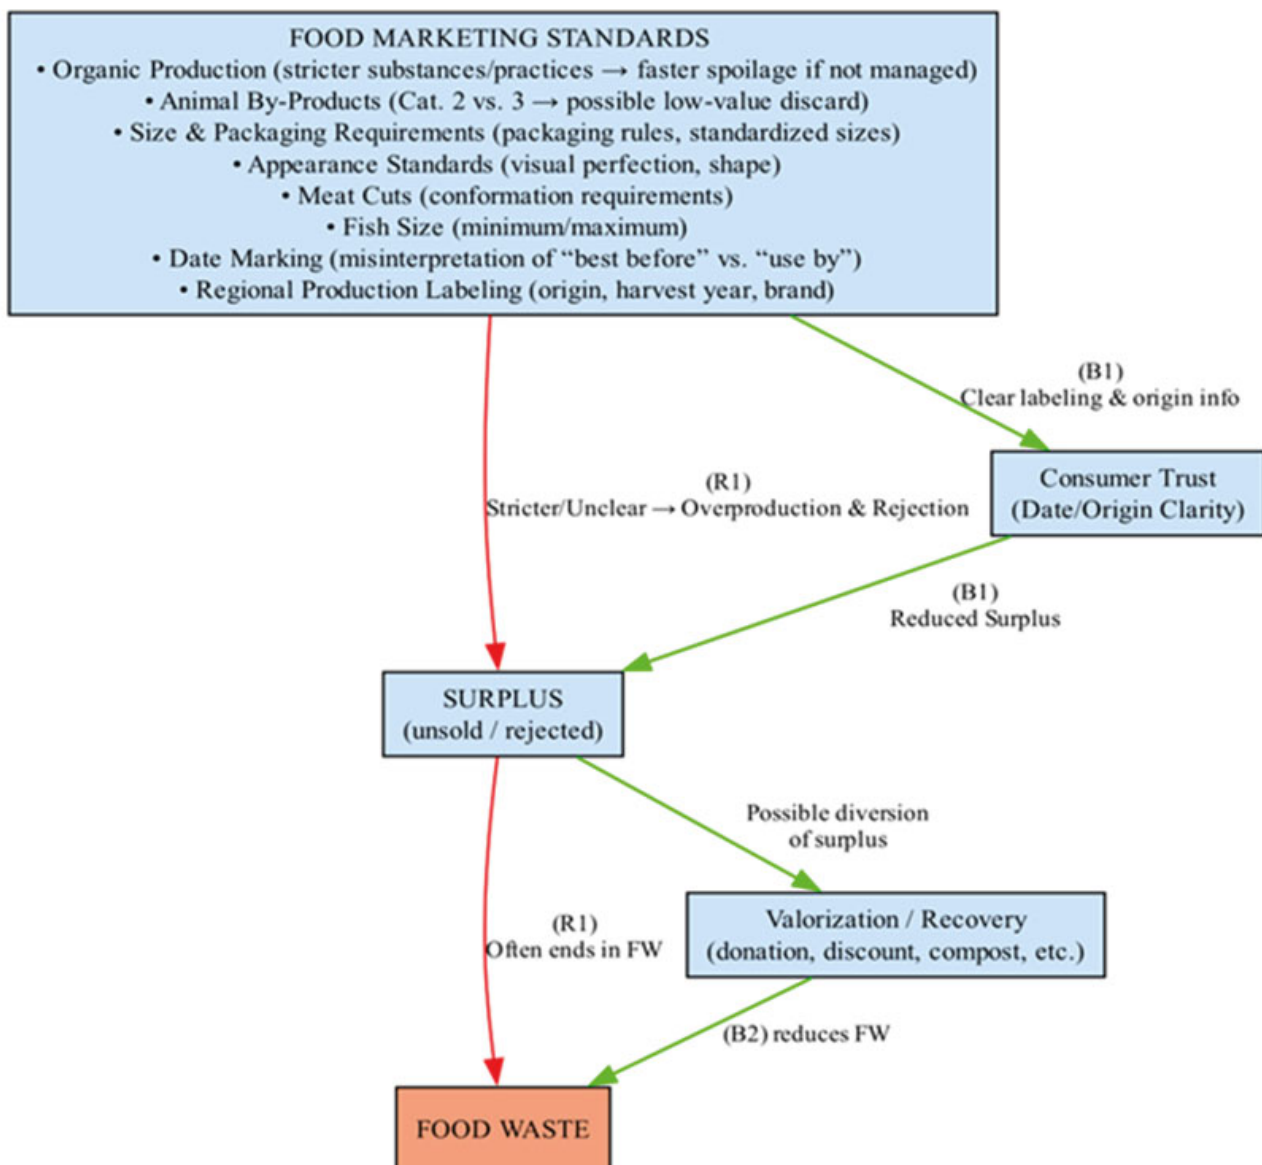 FOOD MARKETING STANDARDS
• Organic Production (stricter substances/practices → faster spoilage if not managed)
• Animal By-Products (Cat. 2 vs. 3 → possible low-value discard)
• Size & Packaging Requirements (packaging rules, standardized sizes)
• Appearance Standards (visual perfection, shape)
• Meat Cuts (conformation requirements)
• Fish Size (minimum/maximum)
• Date Marking (misinterpretation of “best before” vs. “use by”)
• Regional Production Labeling (origin, harvest year, brand)
(B1)
Clear labeling & origin info
Consumer Trust
(Date/Origin Clarity)
(R1)
Stricter/Unclear → Overproduction & Rejection
(B1)
Reduced Surplus
SURPLUS
(unsold / rejected)
Possible diversion
of surplus
Valorization / Recovery
(donation, discount, compost, etc.)
(R1)
Often ends in FW
(B2) reduces FW
FOOD WASTE